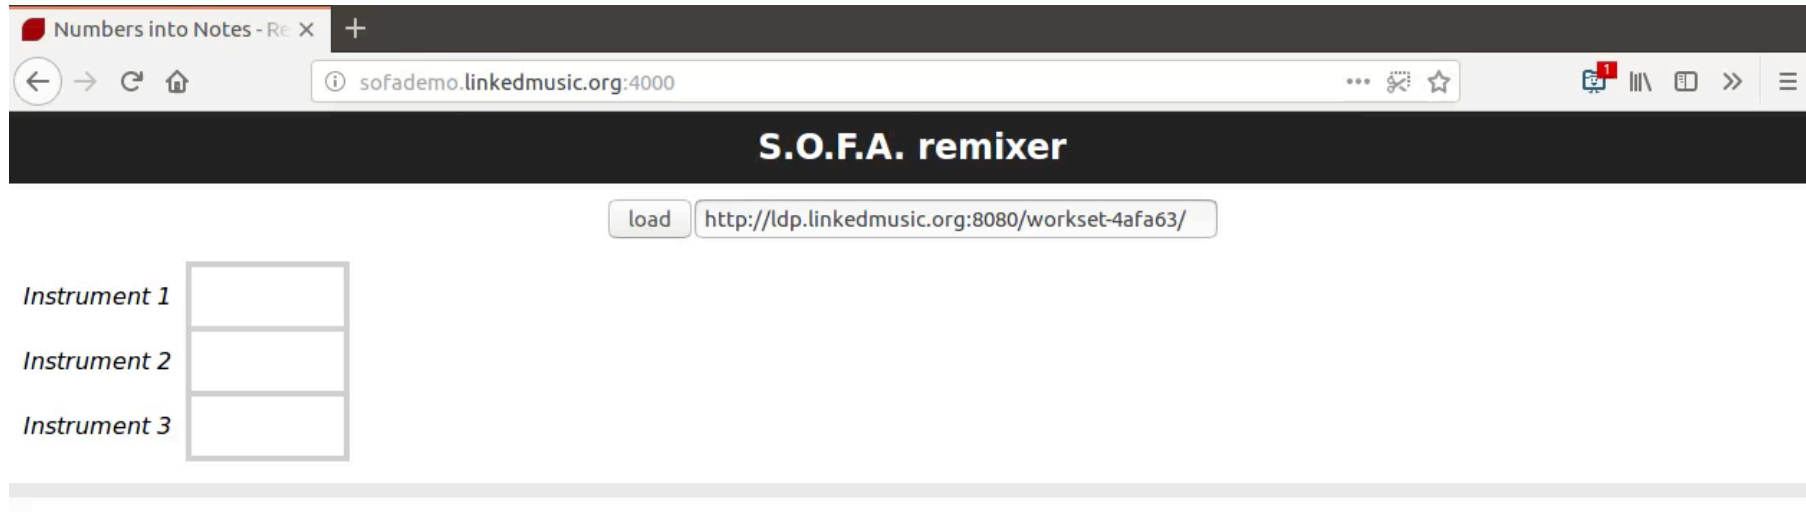 Numbers into Notes - Re
sofademo.linkedmusic.org:4000
1
S.O.F.A. remixer
load http://ldp.linkedmusic.org:8080/workset-4afa63/
Instrument 1
Instrument 2
Instrument 3